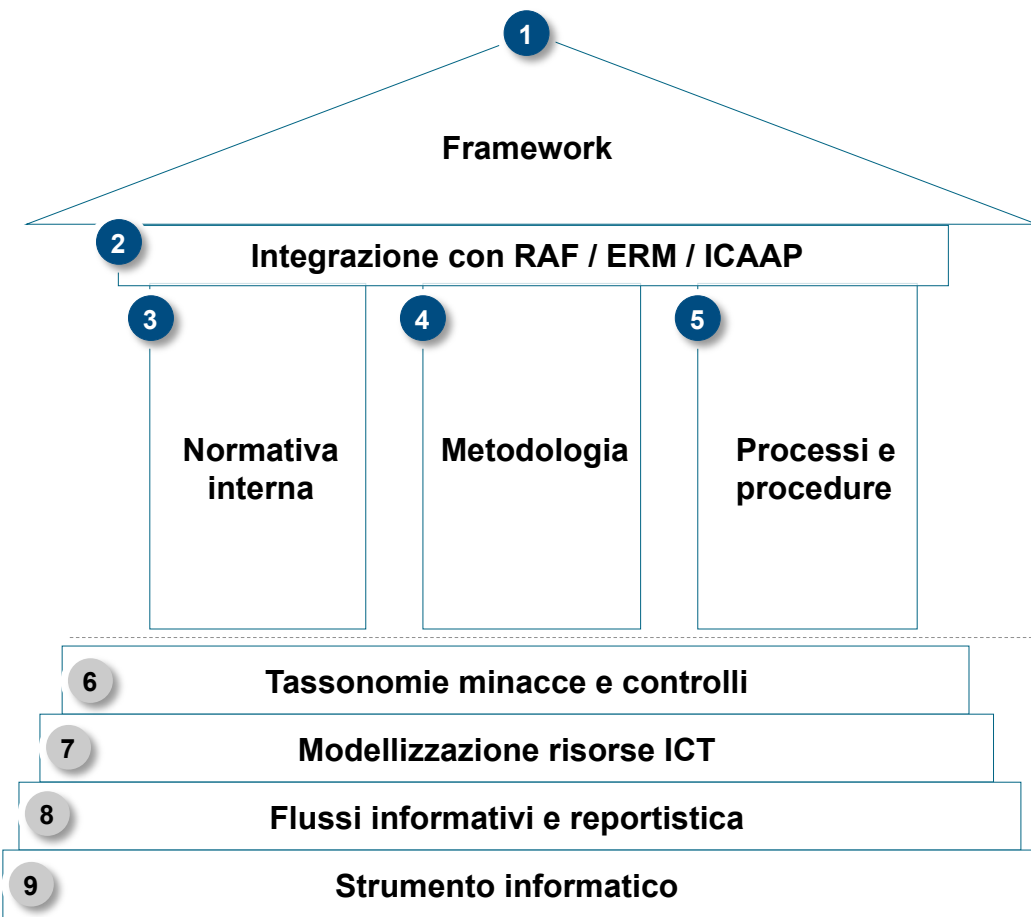 1
Framework
2
Integrazione con RAF / ERM / ICAAP
3
4
5
Normativa
interna
Metodologia
Processi e
procedure
6
Tassonomie minacce e controlli
7
Modellizzazione risorse ICT
8
Flussi informativi e reportistica
9
Strumento informatico